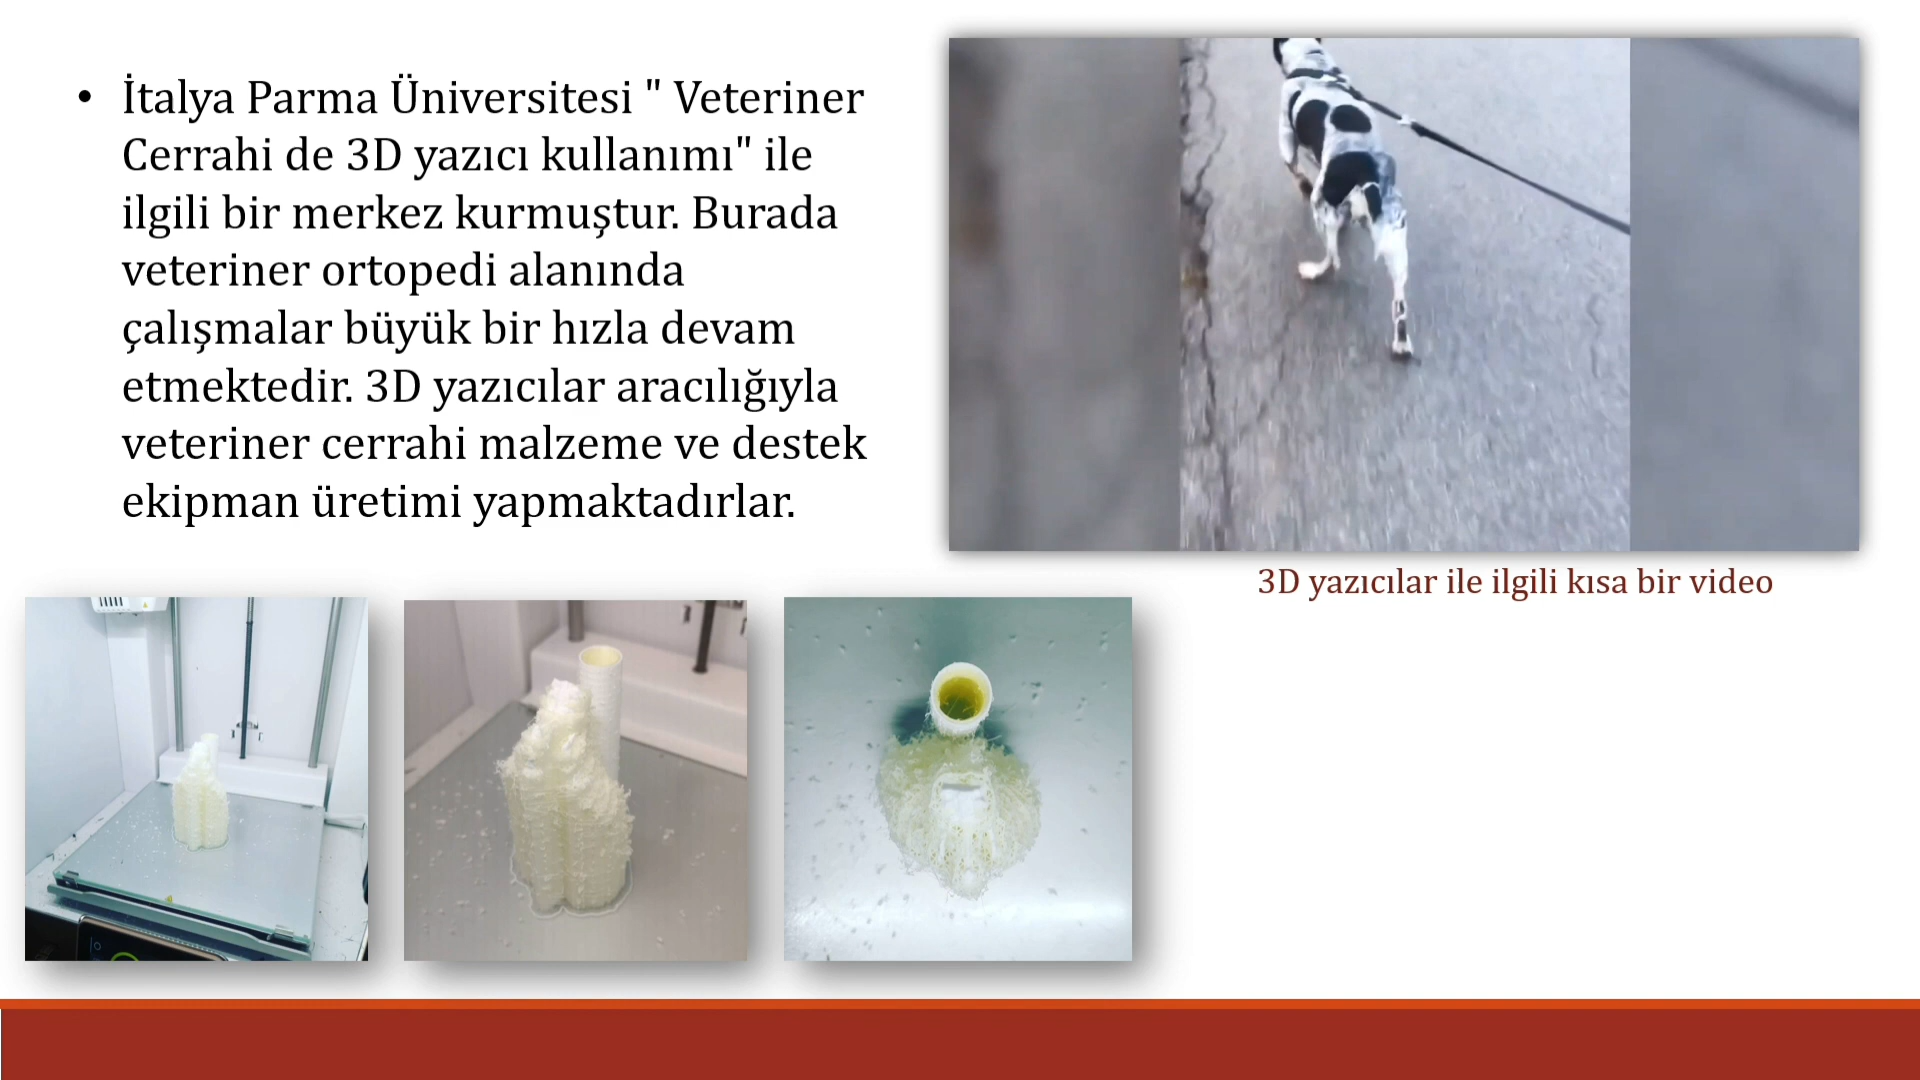 • İtalya Parma Üniversitesi " Veteriner
Cerrahi de 3D yazıcı kullanımı" ile
ilgili bir merkez kurmuştur. Burada
veteriner ortopedi alanında
çalışmalar büyük bir hızla devam
etmektedir. 3D yazıcılar aracılığıyla
veteriner cerrahi malzeme ve destek
ekipman üretimi yapmaktadırlar.
3D yazıcılar ile ilgili kısa bir video